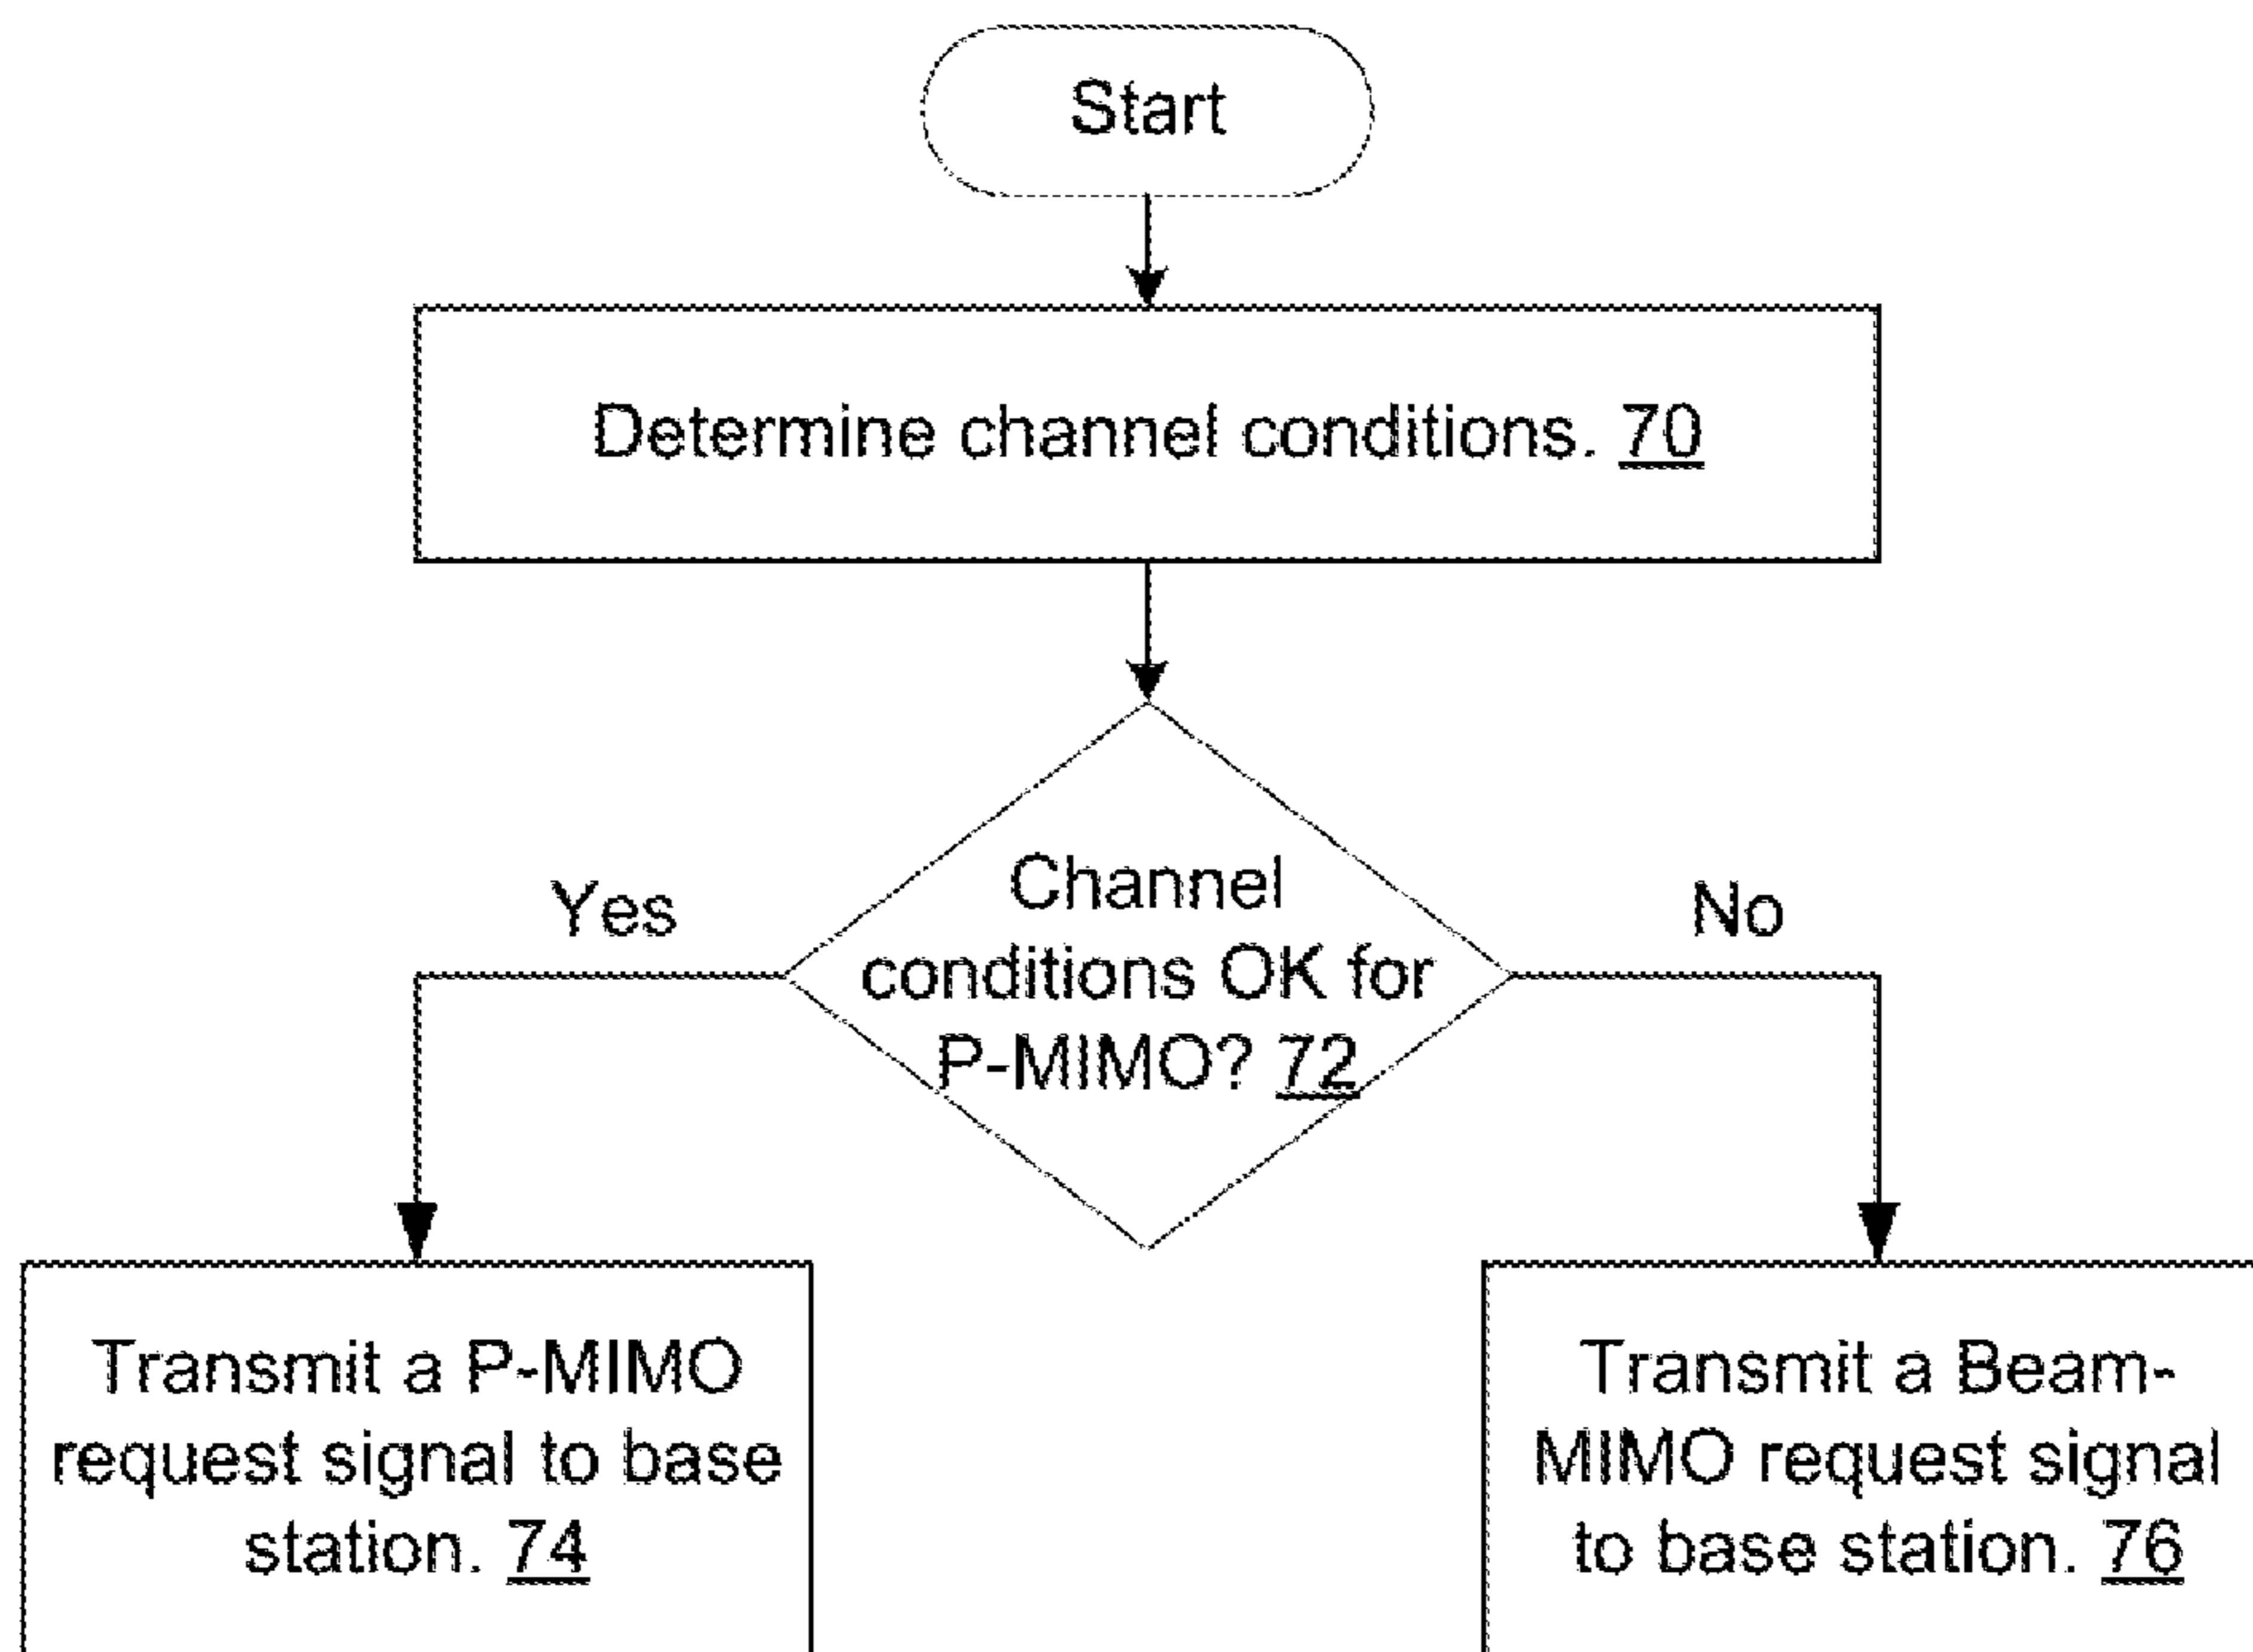 Start
Determine channel conditions. 70
Channel
conditions OK for
P-MIMO? 72
Yes
No
Transmit a P-MIMO
request signal to base
station. 74
Transmit a Beam-
MIMO request signal
to base station. 76